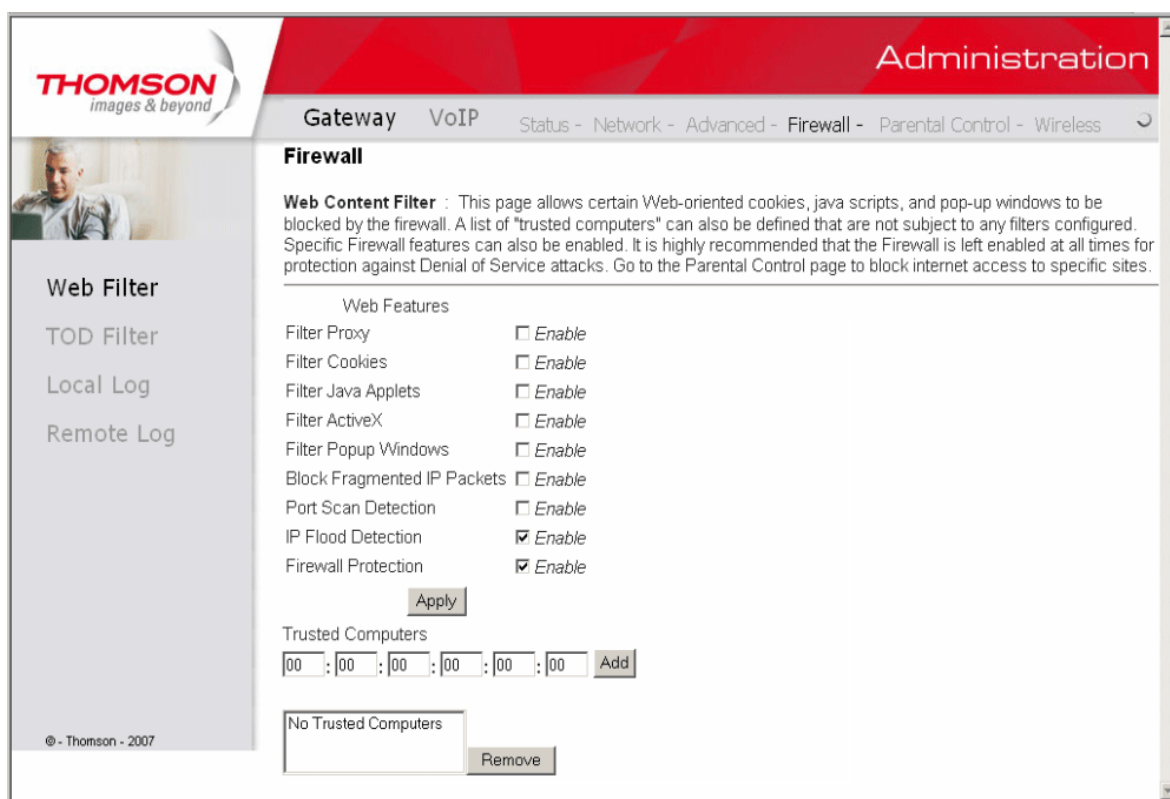 THOMSON
images & beyond
Administration
Gateway VoIP Status - Network - Advanced - Firewall - Parental Control - Wireless
Firewall
Web Content Filter : This page allows certain Web-oriented cookies, java scripts, and pop-up windows to be
blocked by the firewall. A list of "trusted computers" can also be defined that are not subject to any filters configured.
Specific Firewall features can also be enabled. It is highly recommended that the Firewall is left enabled at all times for
protection against Denial of Service attacks. Go to the Parental Control page to block internet access to specific sites.
Web Filter
TOD Filter
Local Log
Remote Log
Web Features
Filter Proxy Enable
Filter Cookies Enable
Filter Java Applets Enable
Filter ActiveX Enable
Filter Popup Windows Enable
Block Fragmented IP Packets Enable
Port Scan Detection Enable
IP Flood Detection Enable
Firewall Protection Enable
Apply
Trusted Computers
00 : 00 : 00 : 00 : 00 : 00 Add
No Trusted Computers
Remove
© - Thomson - 2007